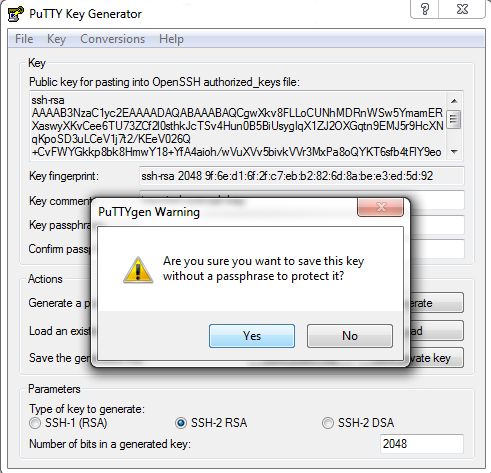 PuTTY Key Generator
File Key Conversions Help
Key
Public key for pasting into OpenSSH authorized_keys file:
ssh-rsa
AAAAB3NzaC1yc2EAAAADAQABAAABAQCgwXkv8FLLoCUNhMDRnWSw5YmamER
XaswyXKvCee6TU73ZCf2l0sthkJcTSv4Hun0B5BiUsyglqX1ZJ2OXGqtn9EMJ5r9HcXN
qKpoSD3uLCeV1j7t2/KEeV026Q
+CvFWYGkkp8bk8HmwY18+YfA4aioh/wVuXVv5bivkVVr3MxPa8oQYKT6sfb4tFlY9eo
Key fingerprint: ssh-rsa 2048 9f:6e:d1:6f:2f:c7:eb:b2:82:6d:8a:be:e3:ed:5d:92
Key comment
Key passphra
Confirm passp
PuTTYgen Warning
Are you sure you want to save this key
without a passphrase to protect it?
Yes No
Actions
Generate a p erate
Load an exist ad
Save the gen vate key
Parameters
Type of key to generate:
SSH-1 (RSA) SSH-2 RSA SSH-2 DSA
Number of bits in a generated key: 2048